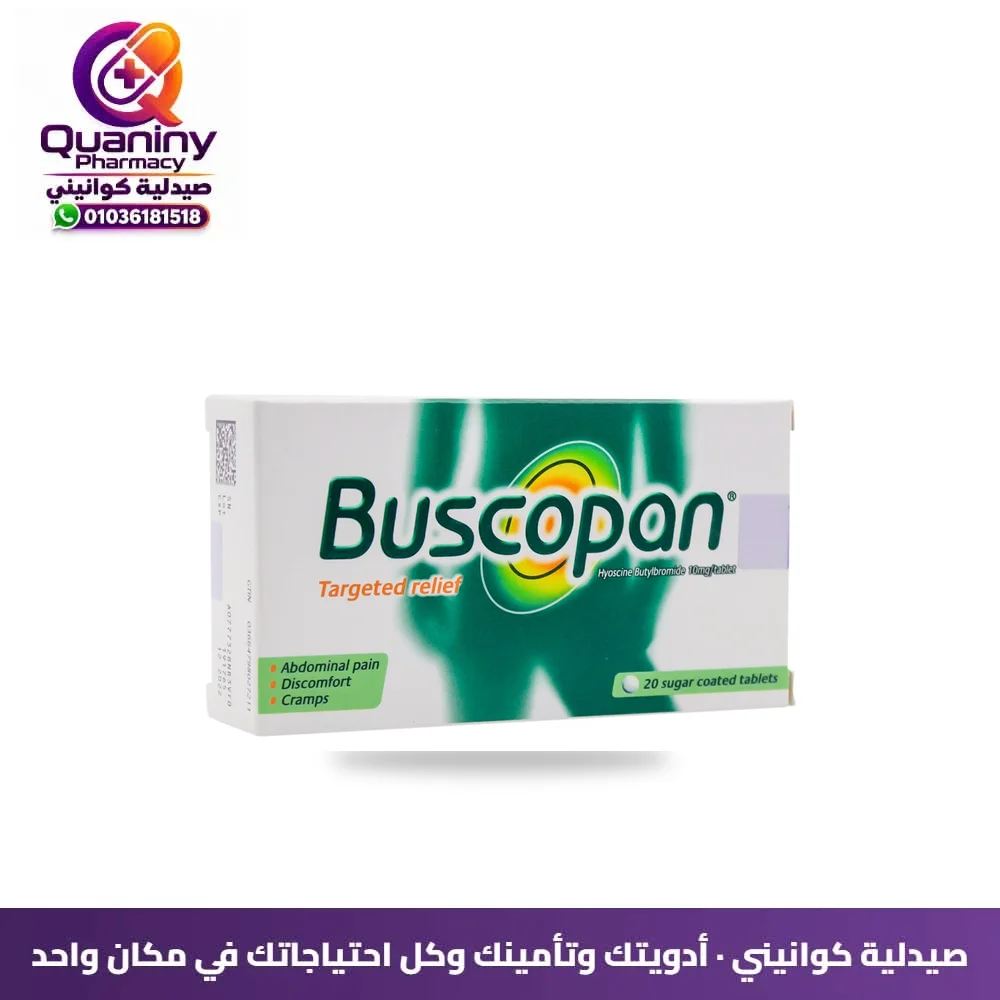 Quaniny
Pharmacy
صيدلية كوانيني
01036181518
Buscopan®
Hyoscine Butylbromide 10mg/tablet
Targeted relief
Abdominal pain
Discomfort
Cramps
20 sugar coated tablets
صيدلية كوانيني · أدويتك وتأمينك وكل احتياجاتك في مكان واحد